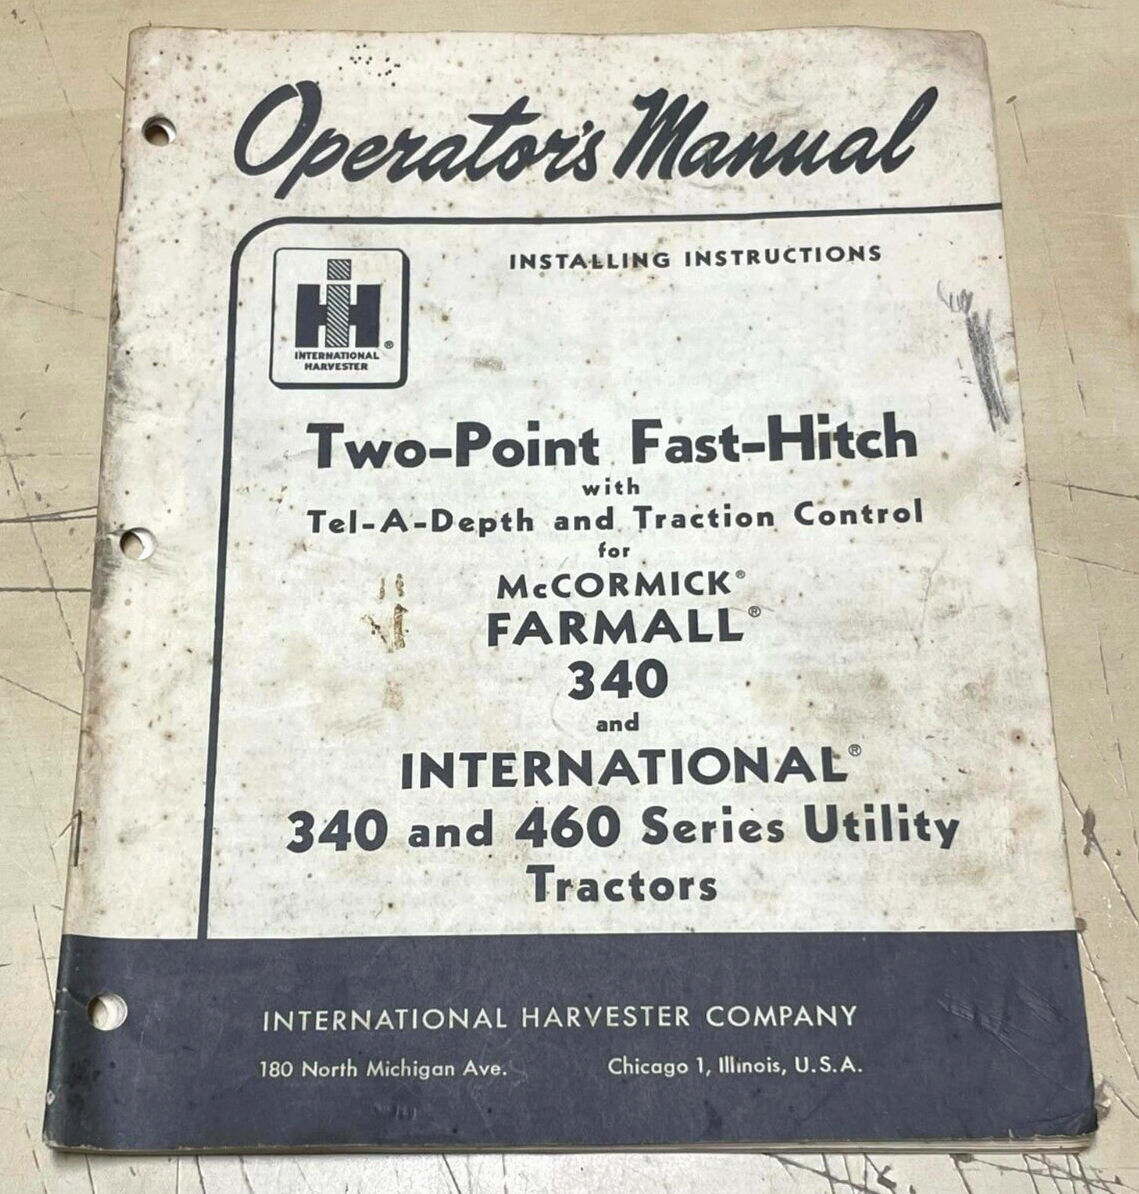 Operator's Manual
INSTALLING INSTRUCTIONS
IH
INTERNATIONAL ®
HARVESTER
Two-Point Fast-Hitch
with
Tel-A-Depth and Traction Control
for
McCORMICK®
FARMALL®
340
and
INTERNATIONAL®
340 and 460 Series Utility
Tractors
INTERNATIONAL HARVESTER COMPANY
180 North Michigan Ave. Chicago 1, Illinois, U.S.A.